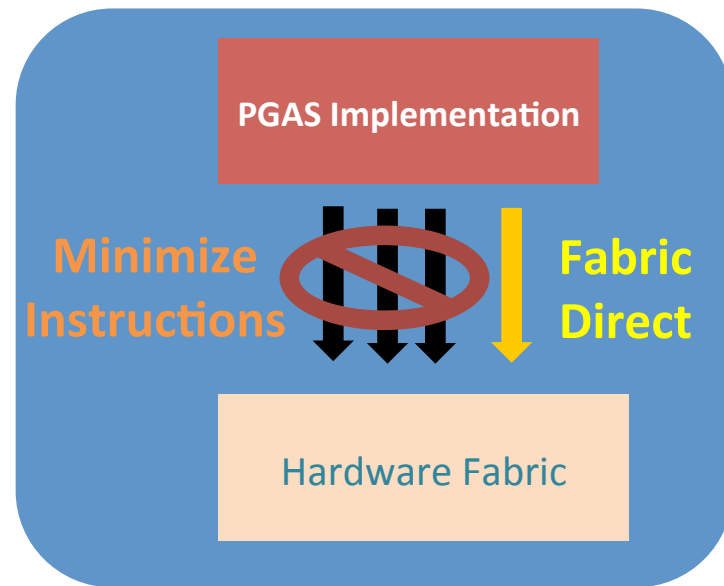 PGAS Implementation
Minimize
Instructions
Fabric
Direct
Hardware Fabric